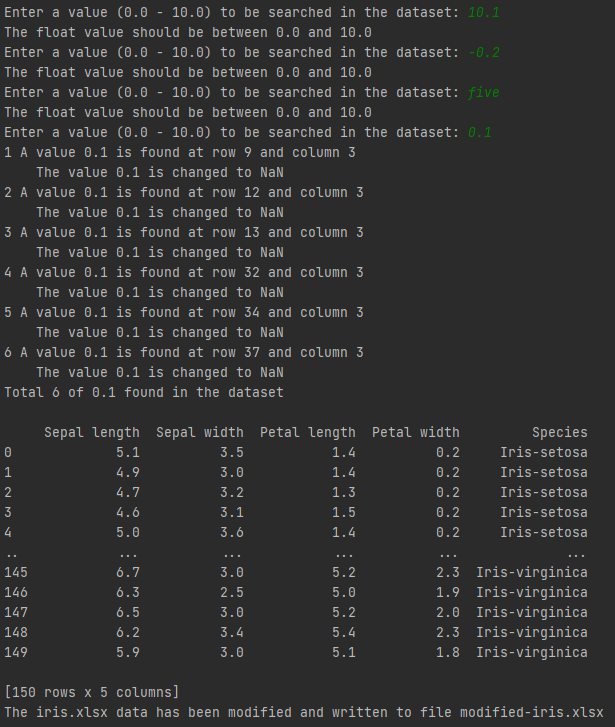 Enter a value (0.0 - 10.0) to be searched in the dataset: 10.1
The float value should be between 0.0 and 10.0
Enter a value (0.0 - 10.0) to be searched in the dataset: -0.2
The float value should be between 0.0 and 10.0
Enter a value (0.0 - 10.0) to be searched in the dataset: five
The float value should be between 0.0 and 10.0
Enter a value (0.0 - 10.0) to be searched in the dataset: 0.1
1 A value 0.1 is found at row 9 and column 3
    The value 0.1 is changed to NaN
2 A value 0.1 is found at row 12 and column 3
    The value 0.1 is changed to NaN
3 A value 0.1 is found at row 13 and column 3
    The value 0.1 is changed to NaN
4 A value 0.1 is found at row 32 and column 3
    The value 0.1 is changed to NaN
5 A value 0.1 is found at row 34 and column 3
    The value 0.1 is changed to NaN
6 A value 0.1 is found at row 37 and column 3
    The value 0.1 is changed to NaN
Total 6 of 0.1 found in the dataset

     Sepal length  Sepal width  Petal length  Petal width         Species
0             5.1          3.5           1.4          0.2     Iris-setosa
1             4.9          3.0           1.4          0.2     Iris-setosa
2             4.7          3.2           1.3          0.2     Iris-setosa
3             4.6          3.1           1.5          0.2     Iris-setosa
4             5.0          3.6           1.4          0.2     Iris-setosa
..            ...          ...           ...          ...             ...
145           6.7          3.0           5.2          2.3  Iris-virginica
146           6.3          2.5           5.0          1.9  Iris-virginica
147           6.5          3.0           5.2          2.0  Iris-virginica
148           6.2          3.4           5.4          2.3  Iris-virginica
149           5.9          3.0           5.1          1.8  Iris-virginica

[150 rows x 5 columns]
The iris.xlsx data has been modified and written to file modified-iris.xlsx